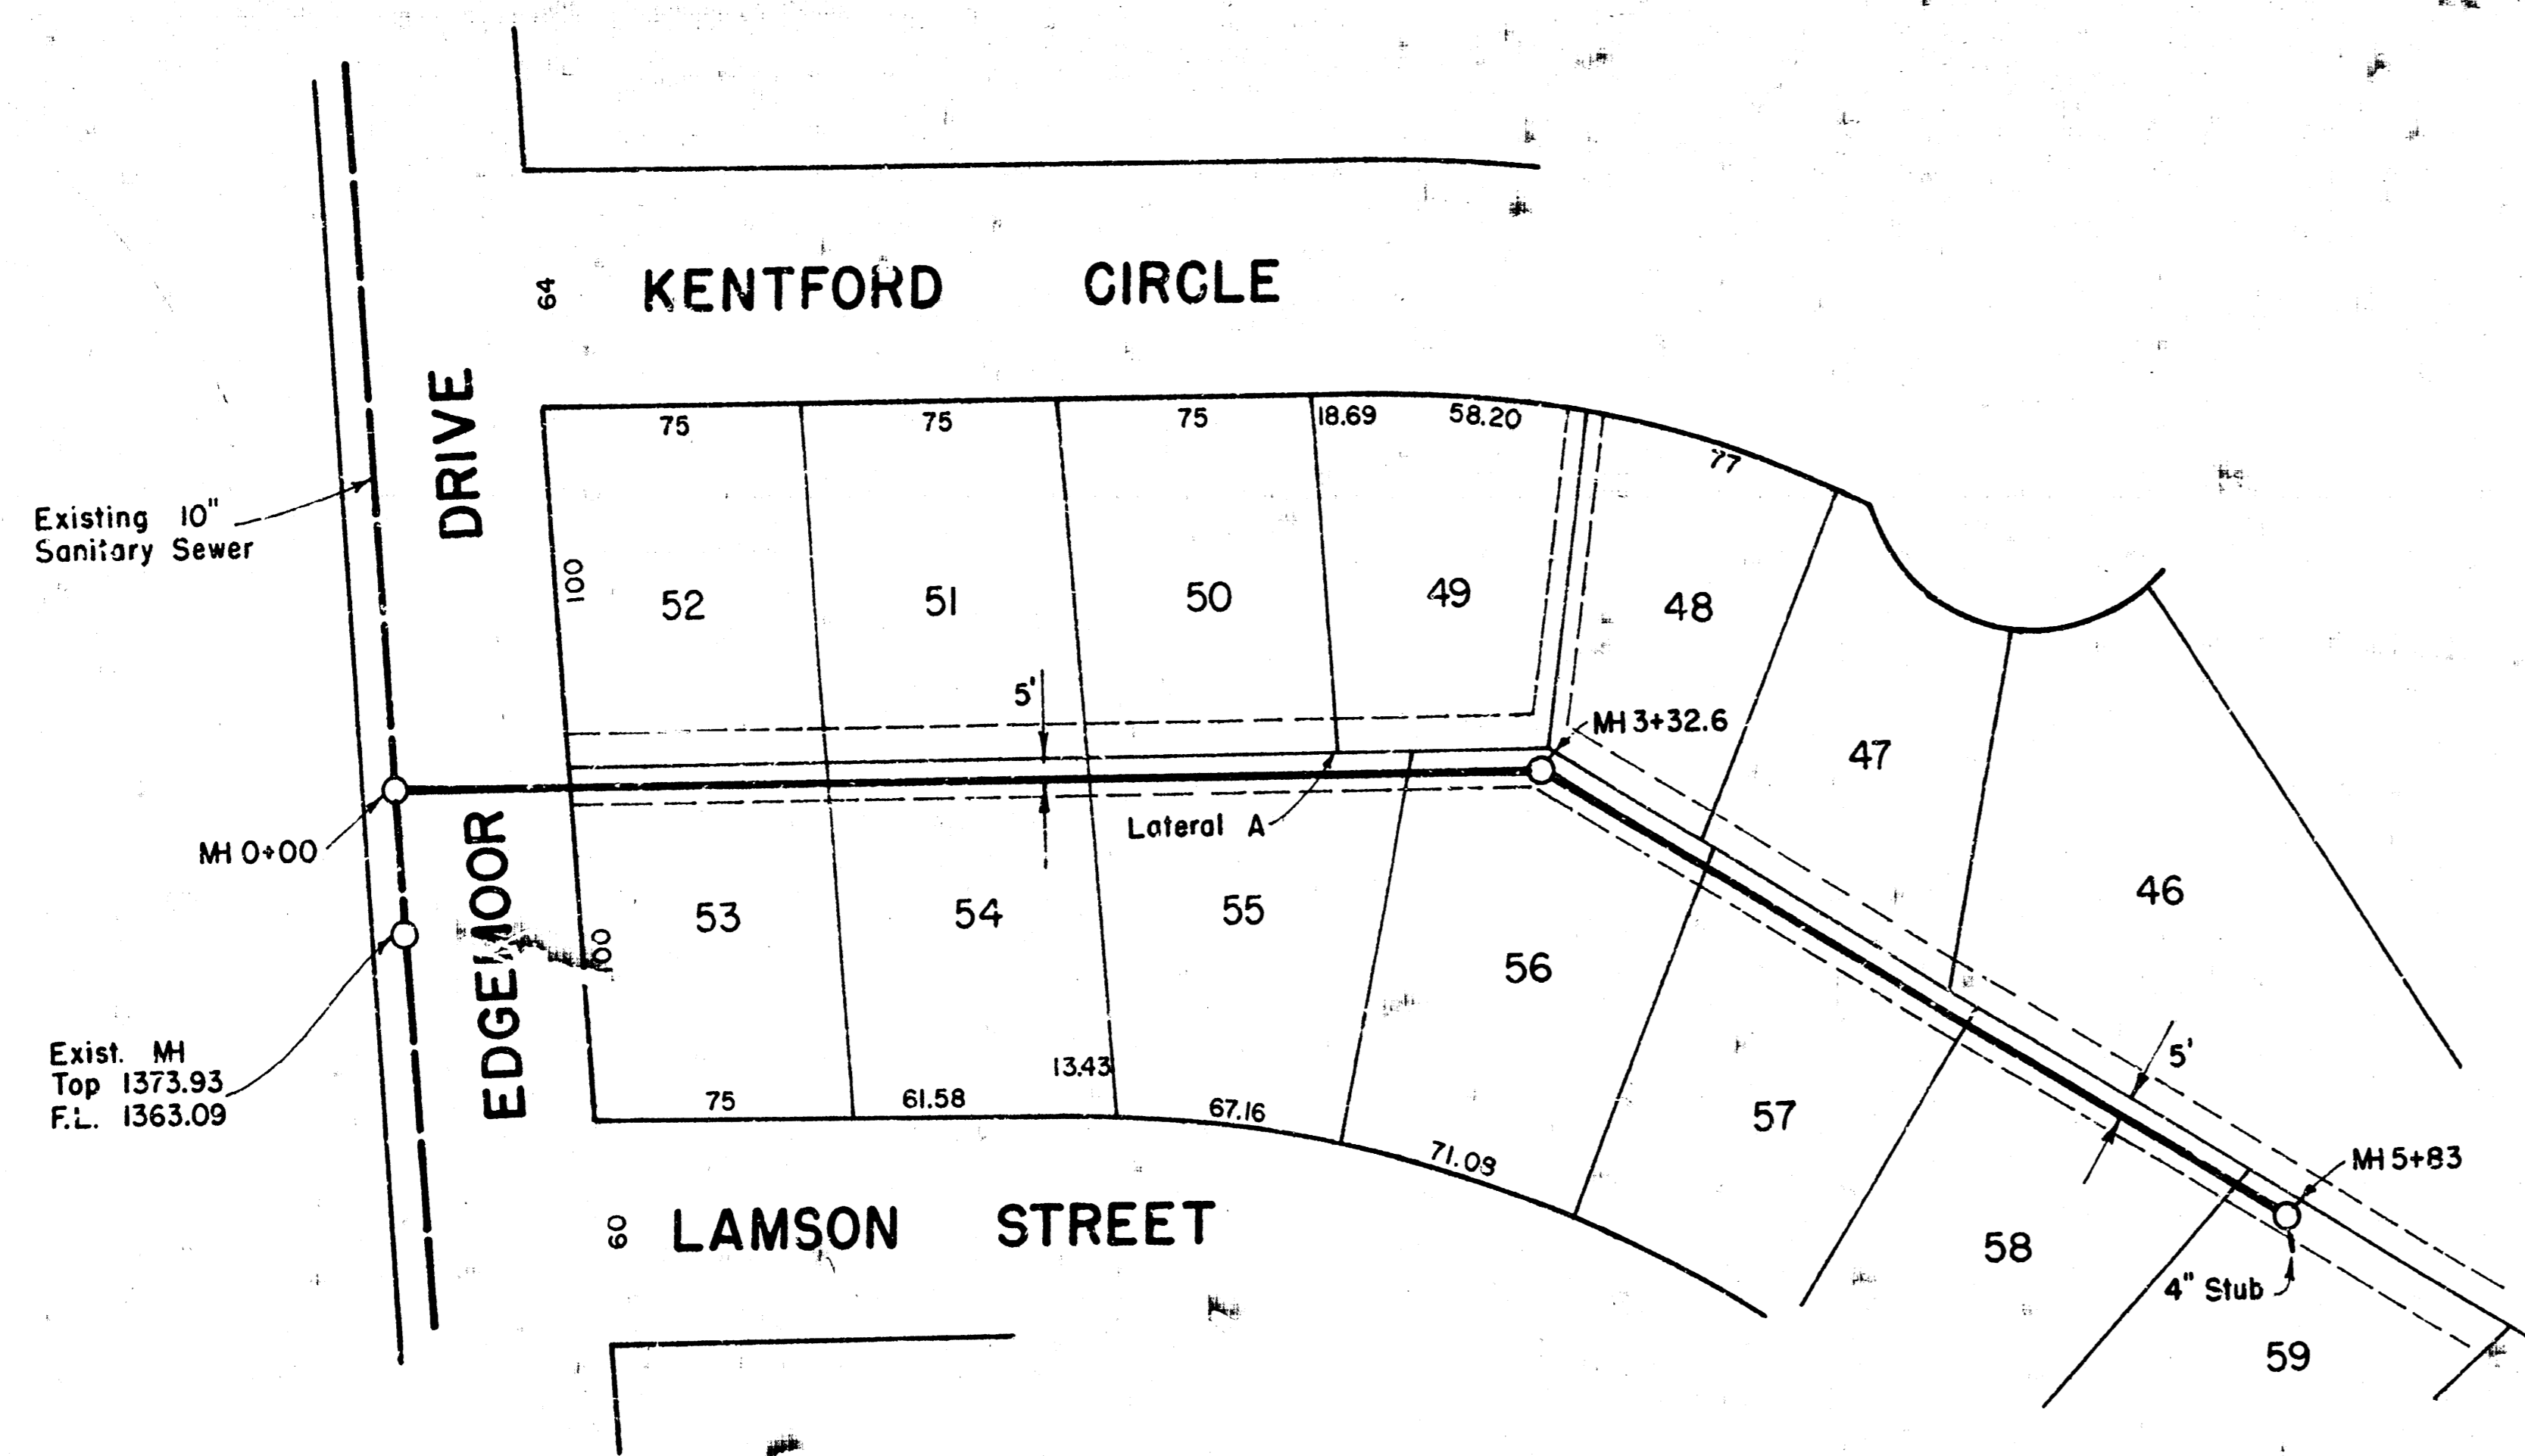 KENTFORD CIRCLE
64
DRIVE
EDGEMOOR
Existing 10"
Sanitary Sewer
75
75
75
18.69
58.20
77
100
52
51
50
49
48
47
46
5'
MH 3+32.6
Lateral A
MH 0+00
53
54
55
56
57
58
59
100
Exist. MH
Top 1373.93
F.L. 1363.09
75
61.58
13.43
67.16
71.08
5'
MH 5+83
4" Stub
60
LAMSON STREET